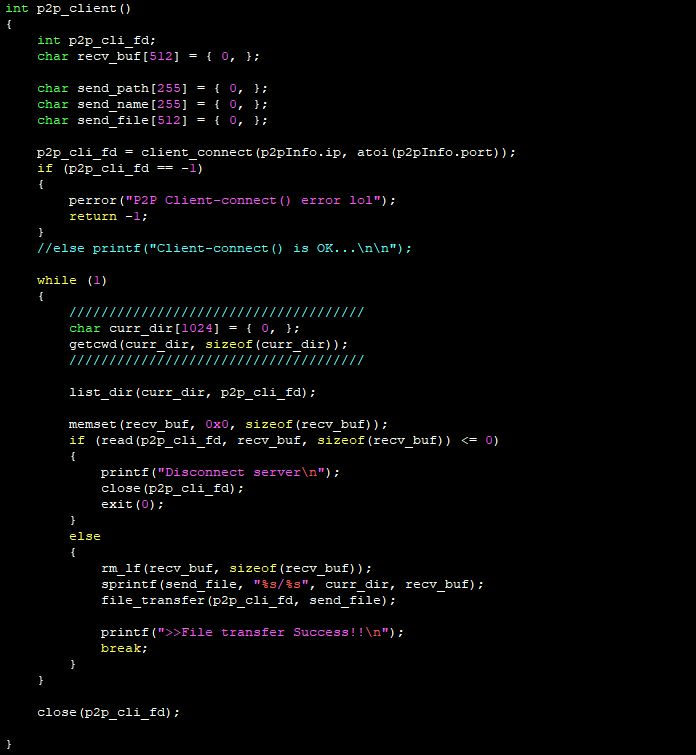 int p2p_client()
{
    int p2p_cli_fd;
    char recv_buf[512] = { 0, };

    char send_path[255] = { 0, };
    char send_name[255] = { 0, };
    char send_file[512] = { 0, };

    p2p_cli_fd = client_connect(p2pInfo.ip, atoi(p2pInfo.port));
    if (p2p_cli_fd == -1)
    {
        perror("P2P Client-connect() error lol");
        return -1;
    }
    //else printf("Client-connect() is OK...\n\n");

    while (1)
    {
        /////////////////////////////////////
        char curr_dir[1024] = { 0, };
        getcwd(curr_dir, sizeof(curr_dir));
        /////////////////////////////////////

        list_dir(curr_dir, p2p_cli_fd);

        memset(recv_buf, 0x0, sizeof(recv_buf));
        if (read(p2p_cli_fd, recv_buf, sizeof(recv_buf)) <= 0)
        {
            printf("Disconnect server\n");
            close(p2p_cli_fd);
            exit(0);
        }
        else
        {
            rm_lf(recv_buf, sizeof(recv_buf));
            sprintf(send_file, "%s/%s", curr_dir, recv_buf);
            file_transfer(p2p_cli_fd, send_file);

            printf(">>File transfer Success!!\n");
            break;
        }
    }

    close(p2p_cli_fd);

}